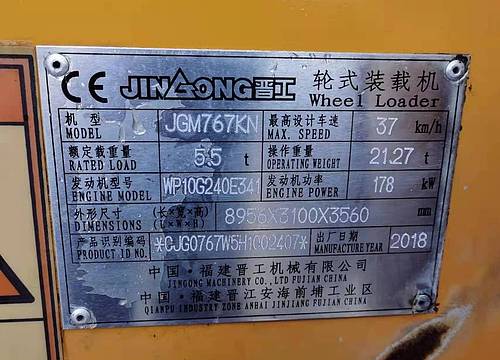 CE JINGONG晋工 轮式装载机
Wheel Loader
机型 JGM767KN 最高设计车速 37 km/h
MODEL MAX. SPEED
额定载重量 5.5 t 操作重量 21.27 t
RATED LOAD OPERATING WEIGHT
发动机型号 WP10G240E341 发动机功率 178 kW
ENGINE MODEL ENGINE POWER
外形尺寸 (长×宽×高) 8956X3100X3560 mm
DIMENSIONS (L×W×H)
产品识别编码 *CJG0767W5H1C02407* 出厂日期 2018
PRODUCT ID NO. MANUFACTURE YEAR
中国·福建晋工机械有限公司
JINGONG MACHINERY CO., LTD FUJIAN CHINA
中国·福建晋江安海前埔工业区
QIANPU INDUSTRY ZONE ANHAI JINJIANG FUJIAN CHINA